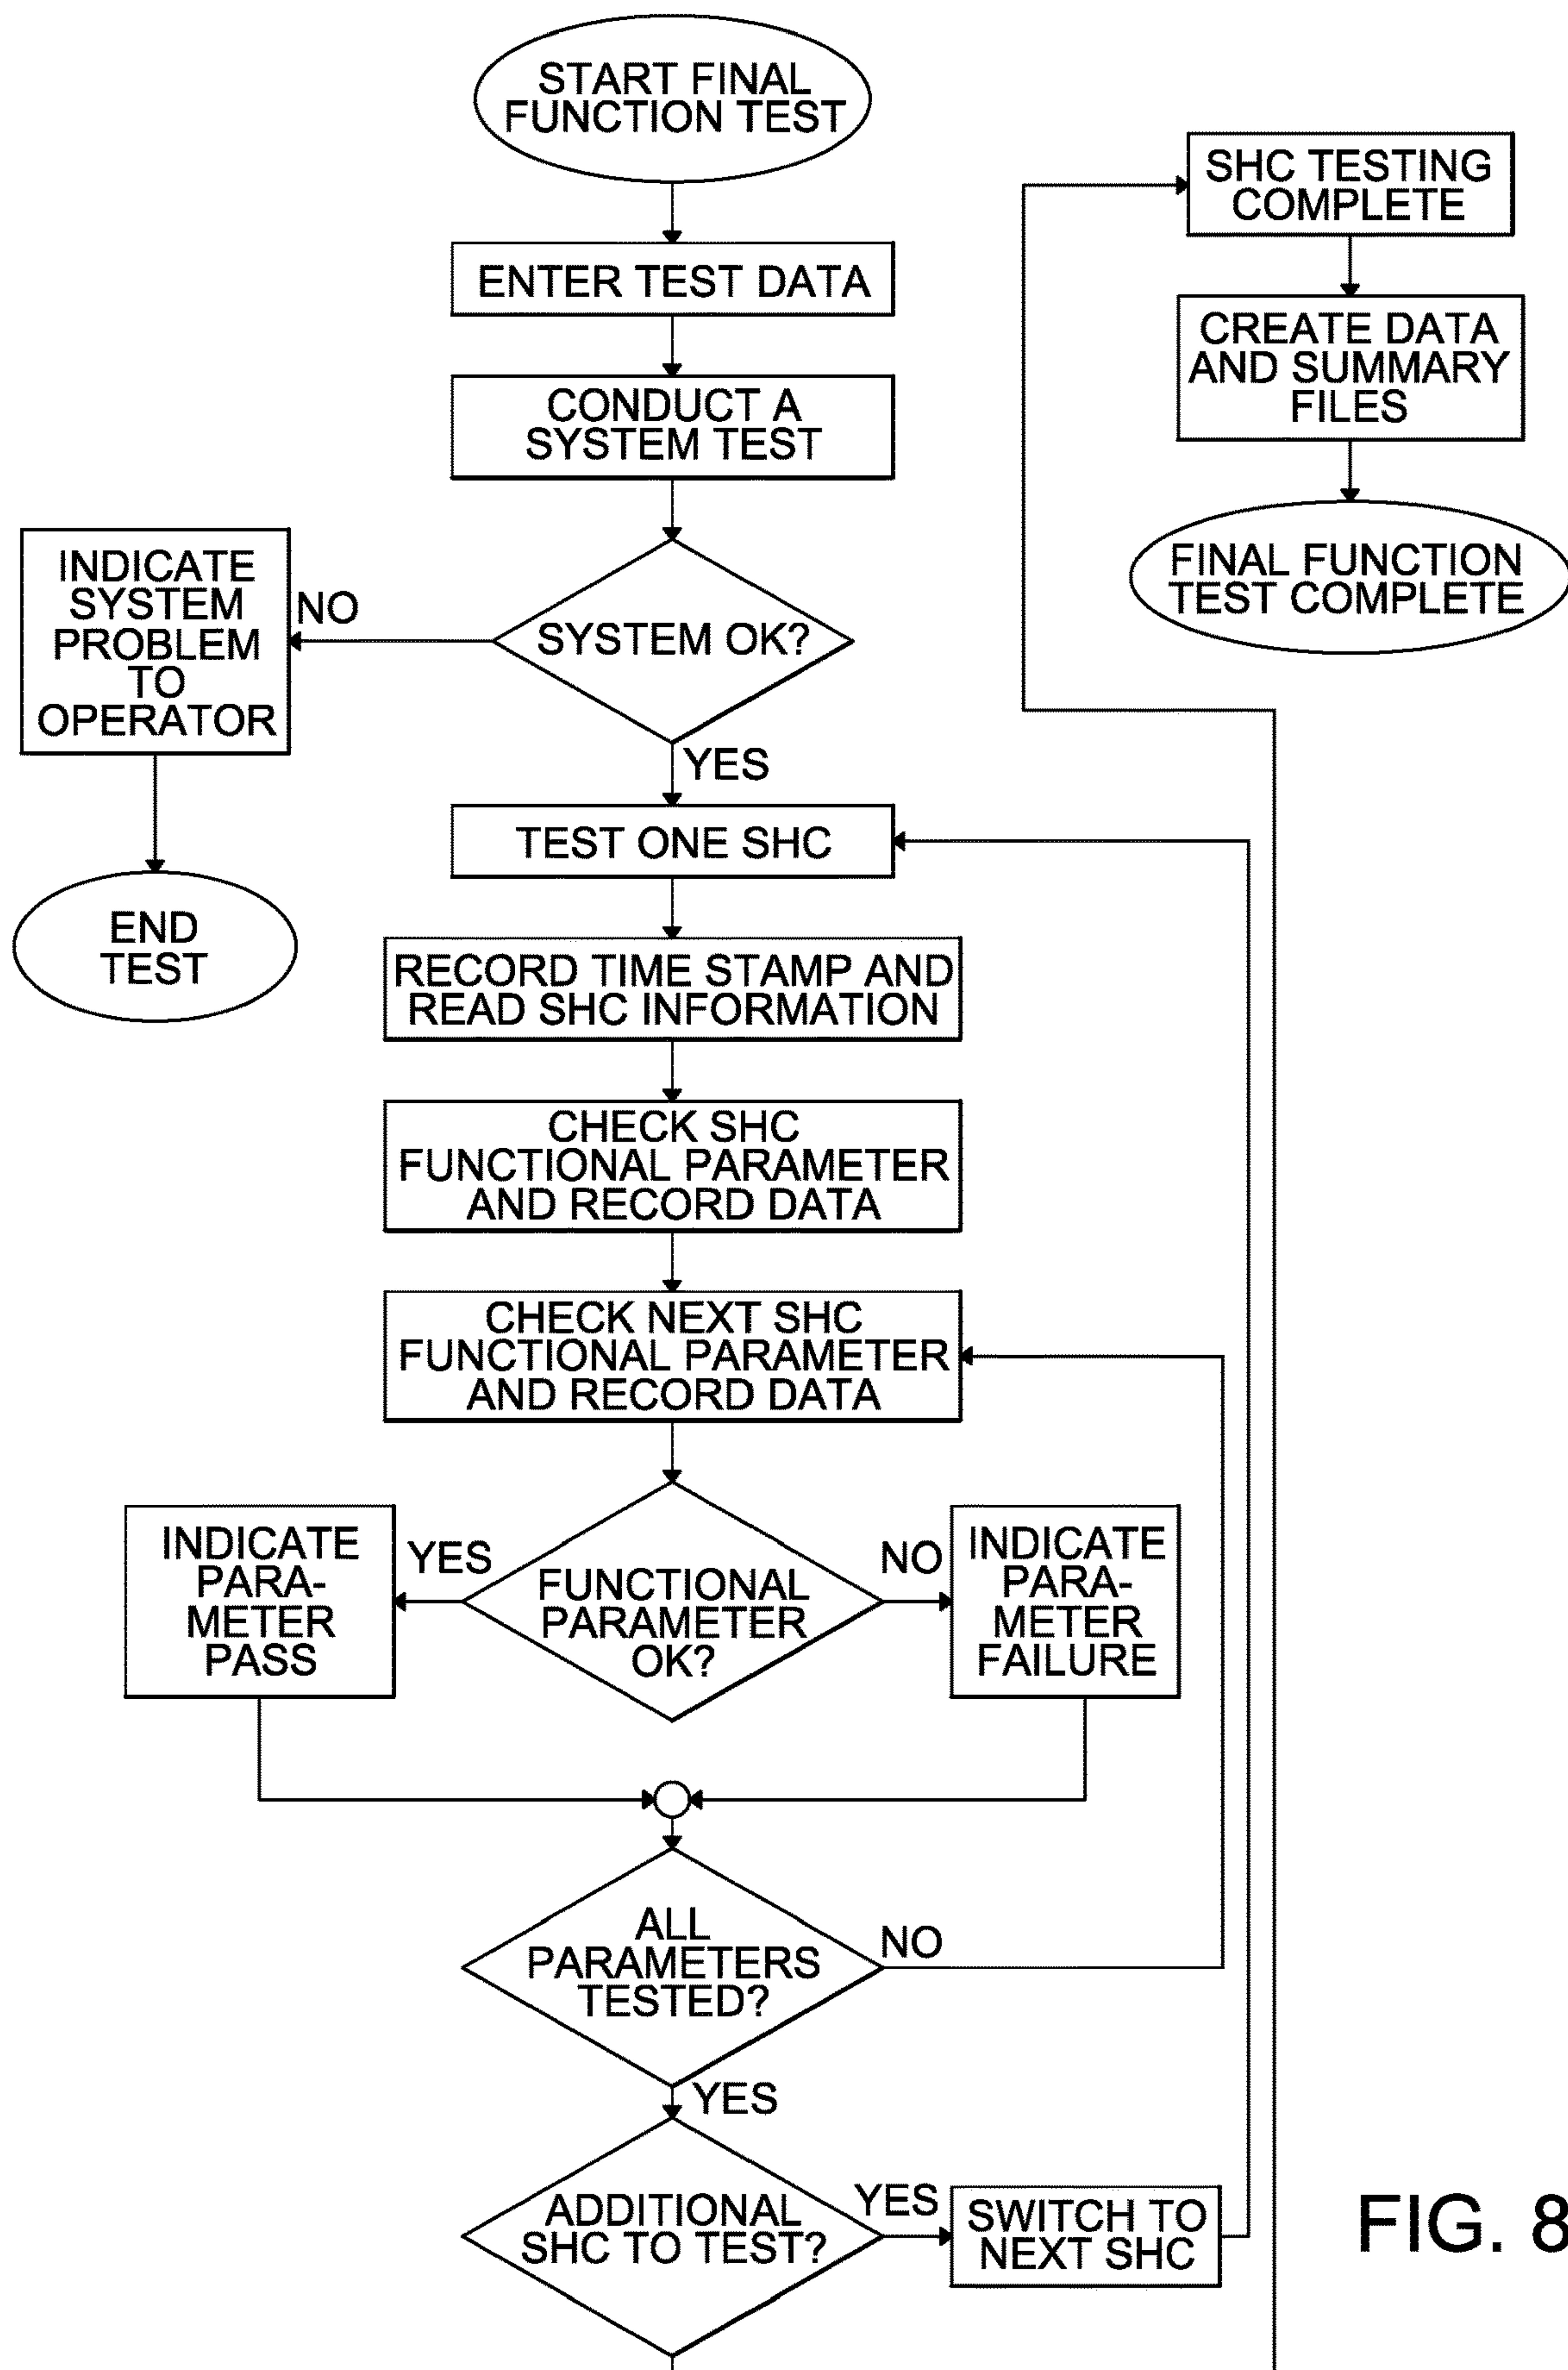 START FINAL
FUNCTION TEST
ENTER TEST DATA
CONDUCT A
SYSTEM TEST
SYSTEM OK?
NO
INDICATE
SYSTEM
PROBLEM
TO
OPERATOR
END
TEST
YES
TEST ONE SHC
RECORD TIME STAMP AND
READ SHC INFORMATION
CHECK SHC
FUNCTIONAL PARAMETER
AND RECORD DATA
CHECK NEXT SHC
FUNCTIONAL PARAMETER
AND RECORD DATA
FUNCTIONAL
PARAMETER
OK?
YES
INDICATE
PARA-
METER
PASS
NO
INDICATE
PARA-
METER
FAILURE
ALL
PARAMETERS
TESTED?
NO
YES
ADDITIONAL
SHC TO TEST?
YES
SWITCH TO
NEXT SHC
SHC TESTING
COMPLETE
CREATE DATA
AND SUMMARY
FILES
FINAL FUNCTION
TEST COMPLETE
FIG. 8